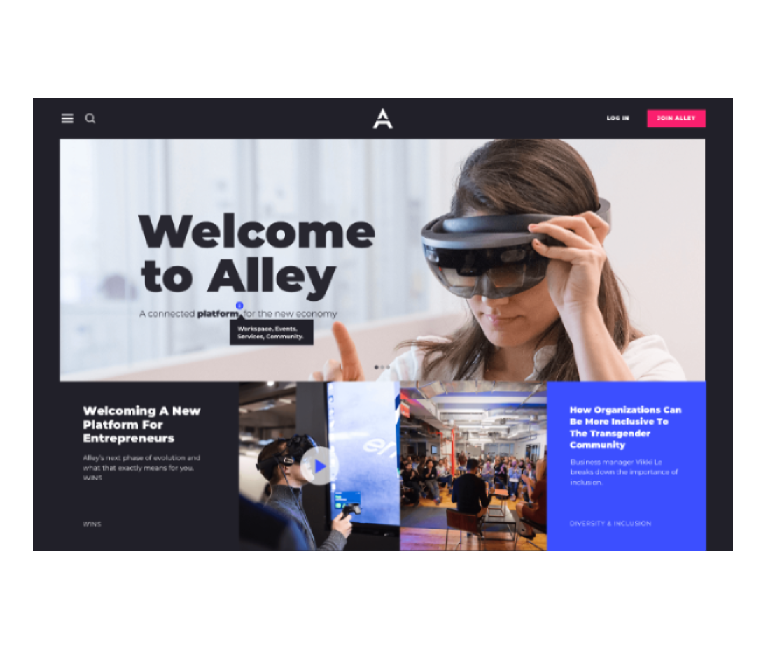 LOG IN
JOIN ALLEY
Welcome
to Alley
A connected platform for the new economy
Workspace, Events,
Services, Community.
Welcoming A New
Platform For
Entrepreneurs
Alley's next phase of evolution and
what that exactly means for you.
WINS
How Organizations Can
Be More Inclusive To
The Transgender
Community
Business manager Vikki Le
breaks down the importance of
inclusion.
DIVERSITY & INCLUSION